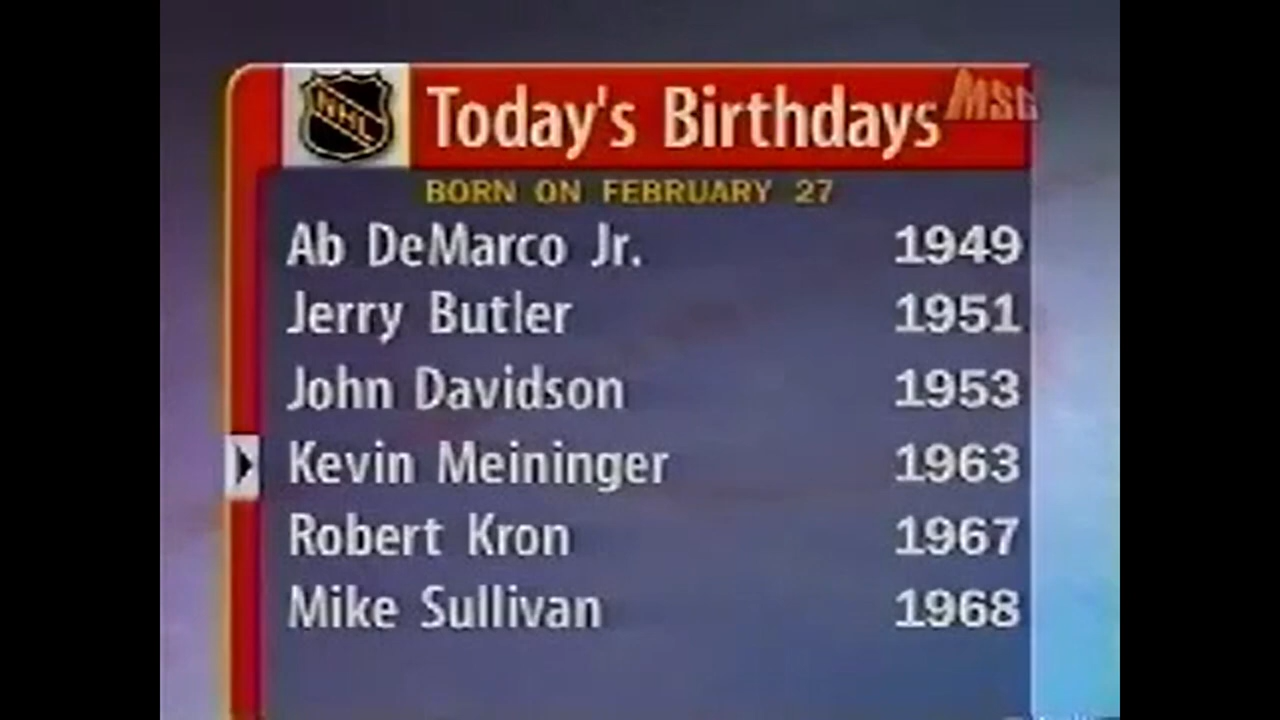 NHL
Today's Birthdays
MSG
BORN ON FEBRUARY 27
Ab DeMarco Jr. 1949
Jerry Butler 1951
John Davidson 1953
Kevin Meininger 1963
Robert Kron 1967
Mike Sullivan 1968